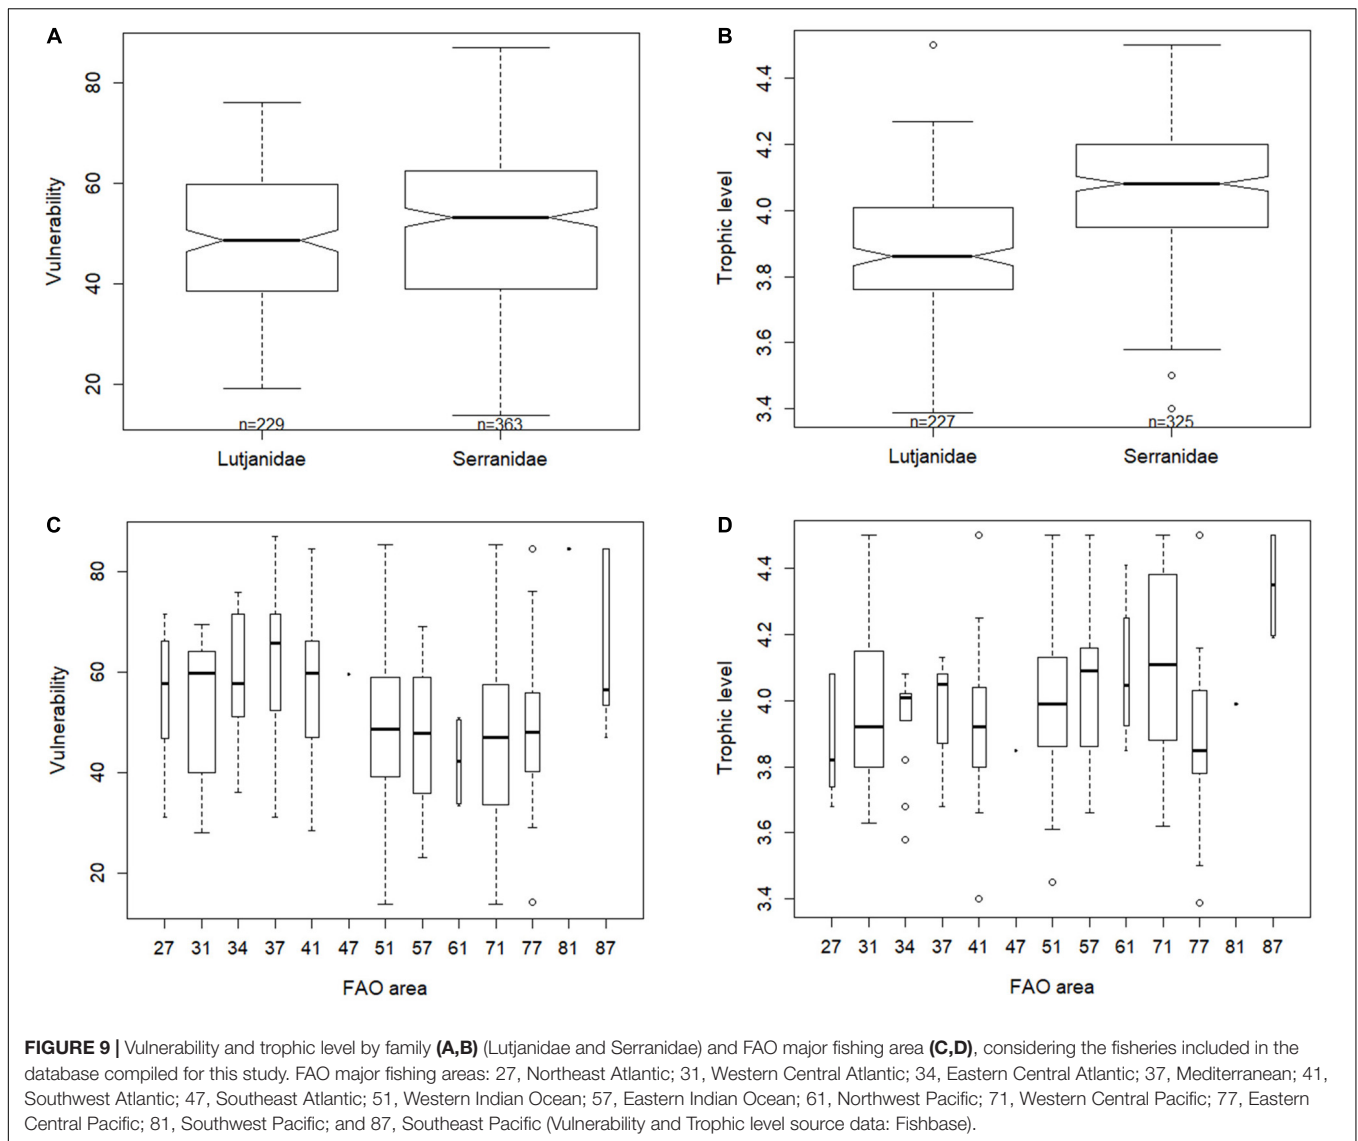 A
Vulnerability
80
60
40
20
n=229
n=363
Lutjanidae
Serranidae
B
Trophic level
4.4
4.2
4.0
3.8
3.6
3.4
n=227
n=325
Lutjanidae
Serranidae
C
Vulnerability
80
60
40
20
27 31 34 37 41 47 51 57 61 71 77 81 87
FAO area
D
Trophic level
4.4
4.2
4.0
3.8
3.6
3.4
27 31 34 37 41 47 51 57 61 71 77 81 87
FAO area
FIGURE 9 | Vulnerability and trophic level by family (A,B) (Lutjanidae and Serranidae) and FAO major fishing area (C,D), considering the fisheries included in the
database compiled for this study. FAO major fishing areas: 27, Northeast Atlantic; 31, Western Central Atlantic; 34, Eastern Central Atlantic; 37, Mediterranean; 41,
Southwest Atlantic; 47, Southeast Atlantic; 51, Western Indian Ocean; 57, Eastern Indian Ocean; 61, Northwest Pacific; 71, Western Central Pacific; 77, Eastern
Central Pacific; 81, Southwest Pacific; and 87, Southeast Pacific (Vulnerability and Trophic level source data: Fishbase).